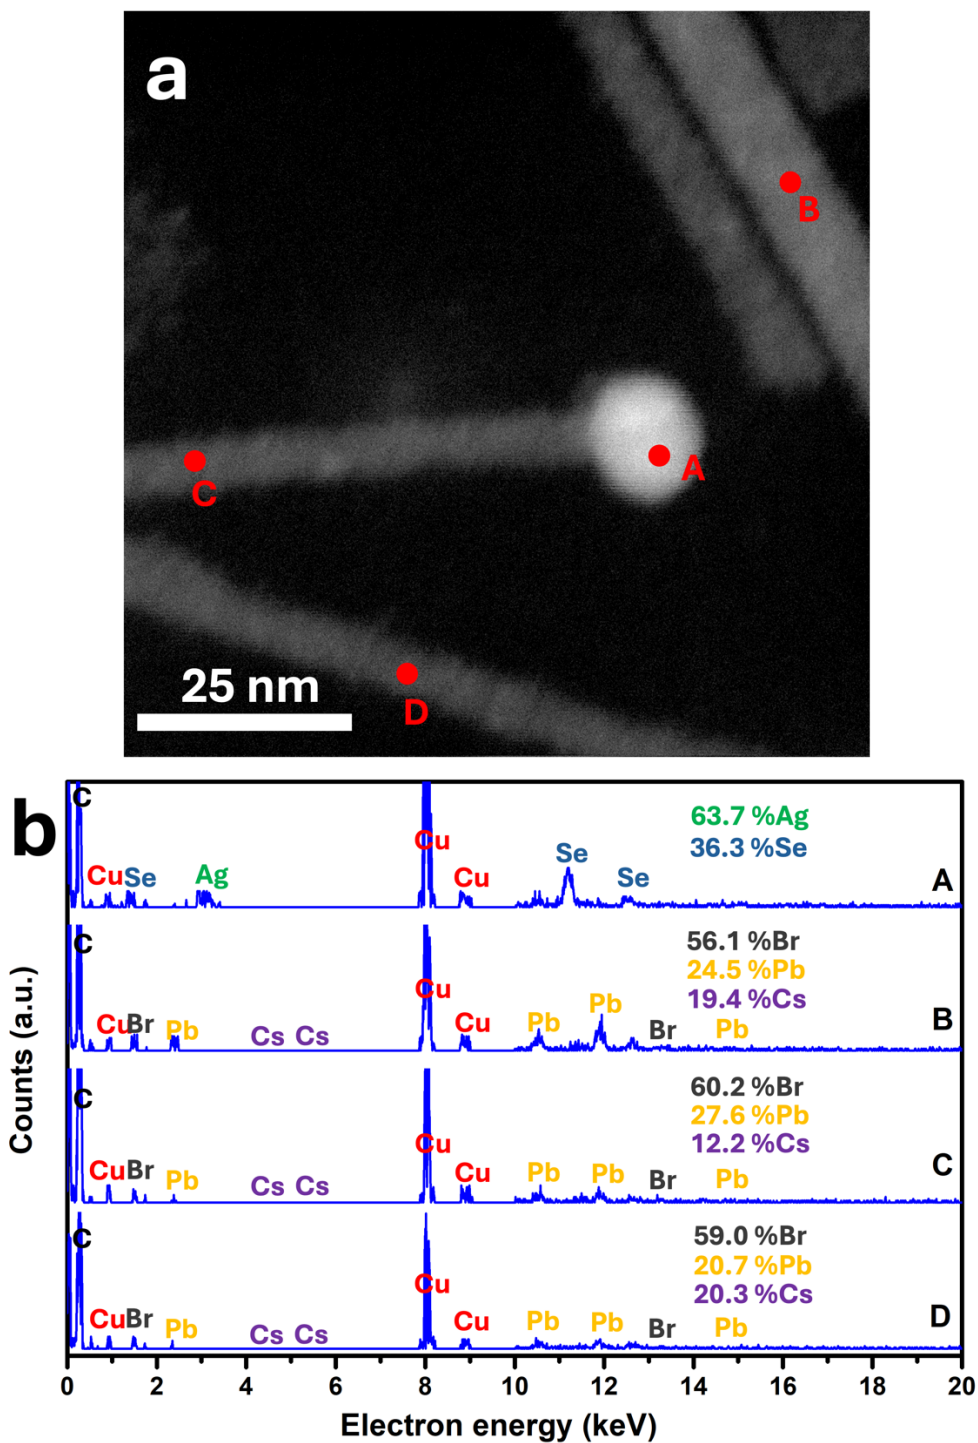 a
B
A
C
25 nm
D
b
C
Cu
63.7 %Ag
36.3 %Se
Cu Se
Ag
Cu
Se
Se
A
C
Cu
56.1 %Br
24.5 %Pb
19.4 %Cs
Cu Br
Pb
Cs Cs
Cu
Pb
Pb
Br
Pb
B
C
Cu
60.2 %Br
27.6 %Pb
12.2 %Cs
Cu Br
Pb
Cs Cs
Cu
Pb
Pb
Br
Pb
C
C
Cu
59.0 %Br
20.7 %Pb
20.3 %Cs
Cu Br
Pb
Cs Cs
Cu
Pb
Pb
Br
Pb
D
Counts (a.u.)
0 2 4 6 8 10 12 14 16 18 20
Electron energy (keV)